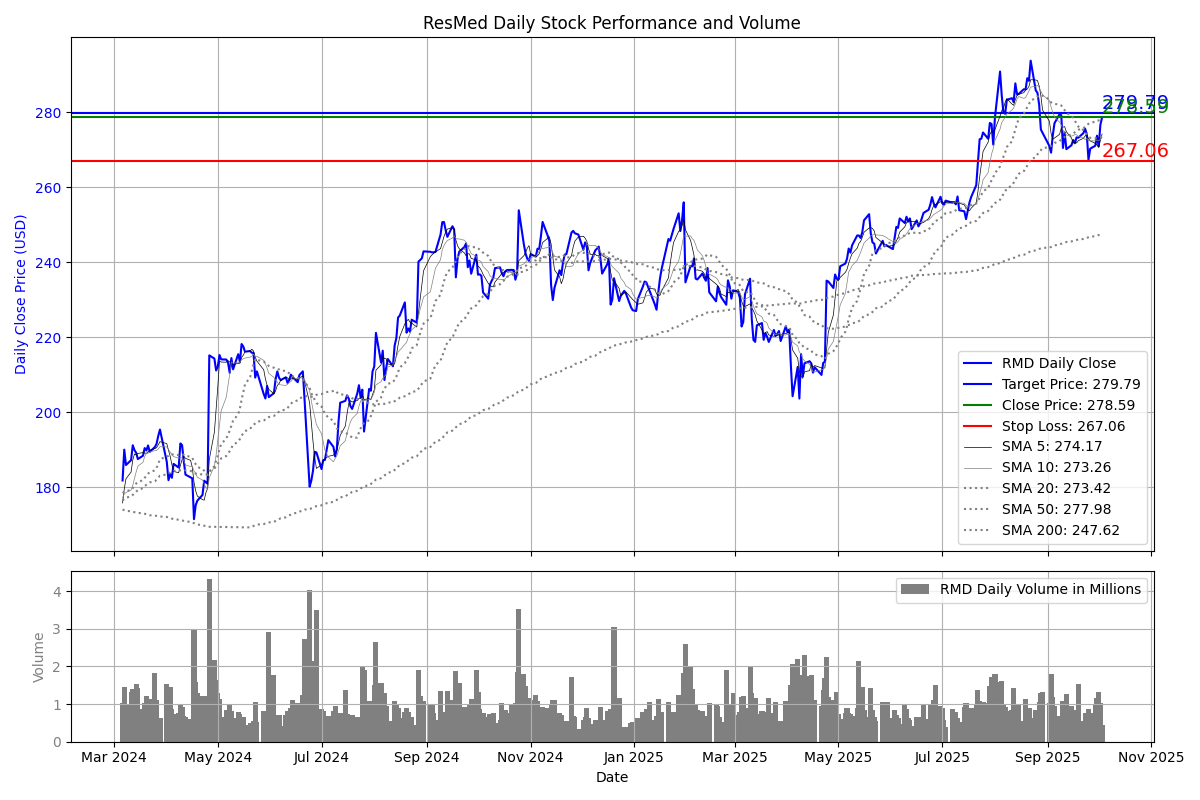 ResMed Daily Stock Performance and Volume
280
260
240
220
200
180
Daily Close Price (USD)
279.79
278.59
267.06
RMD Daily Close
Target Price: 279.79
Close Price: 278.59
Stop Loss: 267.06
SMA 5: 274.17
SMA 10: 273.26
SMA 20: 273.42
SMA 50: 277.98
SMA 200: 247.62
4
3
2
1
0
Volume
RMD Daily Volume in Millions
Mar 2024 May 2024 Jul 2024 Sep 2024 Nov 2024 Jan 2025 Mar 2025 May 2025 Jul 2025 Sep 2025 Nov 2025
Date